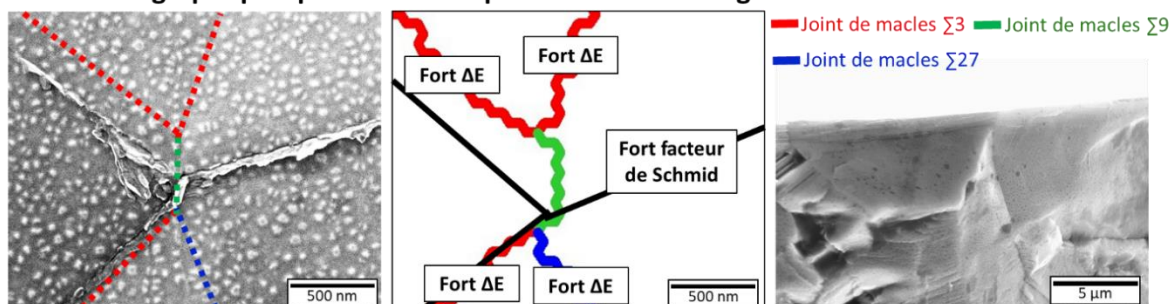 Joint de macles ∑3
Joint de macles ∑9
Joint de macles ∑27
Fort ΔE
Fort ΔE
Fort facteur
de Schmid
Fort ΔE
Fort ΔE
500 nm
500 nm
5 µm